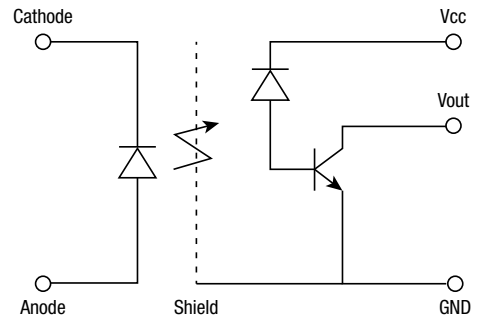 Cathode
Vcc
Vout
Anode
Shield
GND